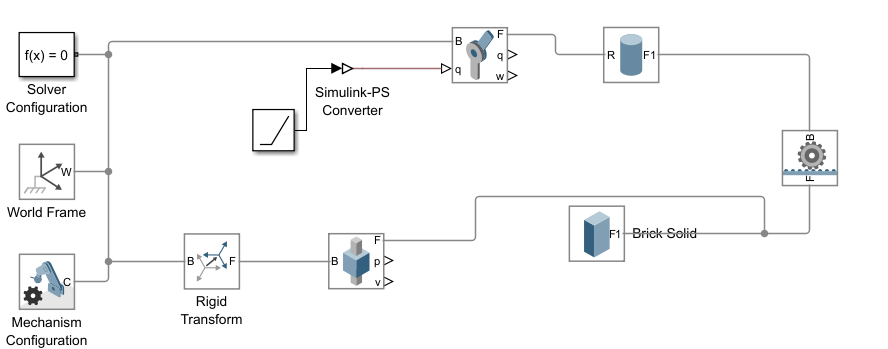 f(x) = 0
Solver
Configuration
W
World Frame
C
Mechanism
Configuration
Simulink-PS
Converter
B
F
q
q
w
R
F1
B
F
B
F
Rigid
Transform
B
F
p
v
F1
Brick Solid